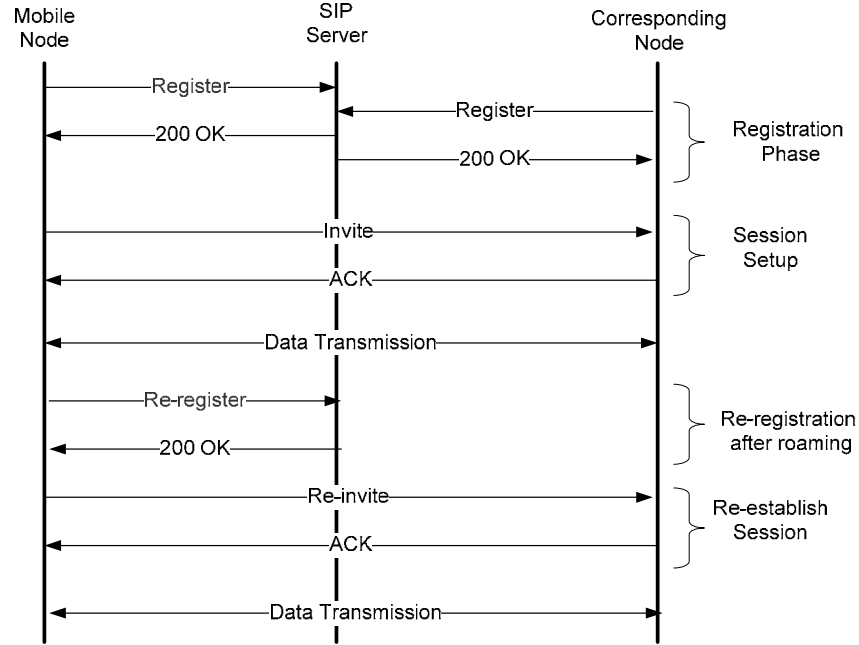 Mobile
Node
SIP
Server
Corresponding
Node
Register
Register
200 OK
200 OK
Registration
Phase
Invite
ACK
Session
Setup
Data Transmission
Re-register
200 OK
Re-registration
after roaming
Re-invite
ACK
Re-establish
Session
Data Transmission